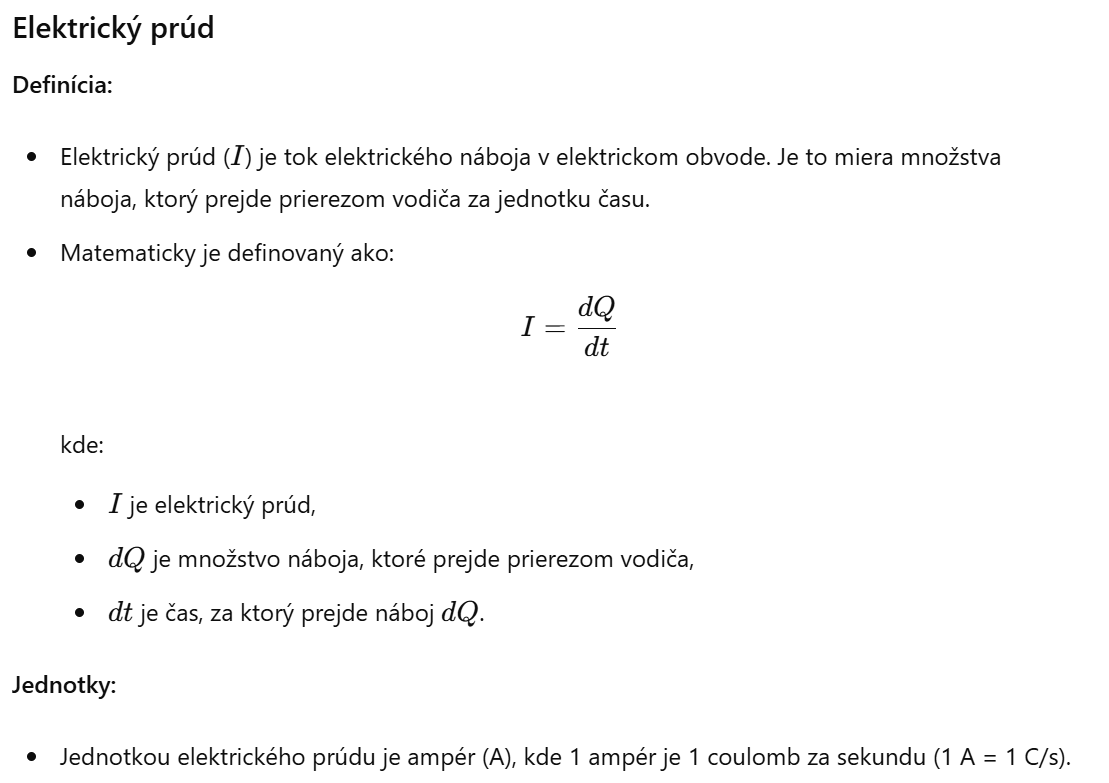 Elektrický prúd
Definícia:
• Elektrický prúd (I) je tok elektrického náboja v elektrickom obvode. Je to miera množstva
náboja, ktorý prejde prierezom vodiča za jednotku času.
• Matematicky je definovaný ako:
I = dQ/dt
kde:
• I je elektrický prúd,
• dQ je množstvo náboja, ktoré prejde prierezom vodiča,
• dt je čas, za ktorý prejde náboj dQ.
Jednotky:
• Jednotkou elektrického prúdu je ampér (A), kde 1 ampér je 1 coulomb za sekundu (1 A = 1 C/s).